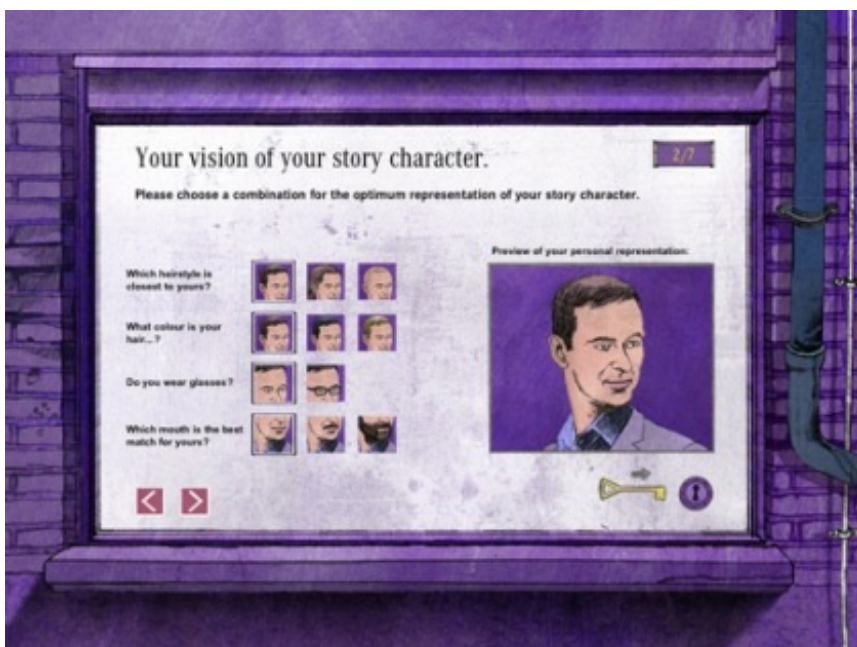 Your vision of your story character.
2/7
Please choose a combination for the optimum representation of your story character.
Preview of your personal representation:
Which hairstyle is
closest to yours?
What colour is your
hair...?
Do you wear glasses?
Which mouth is the best
match for yours?